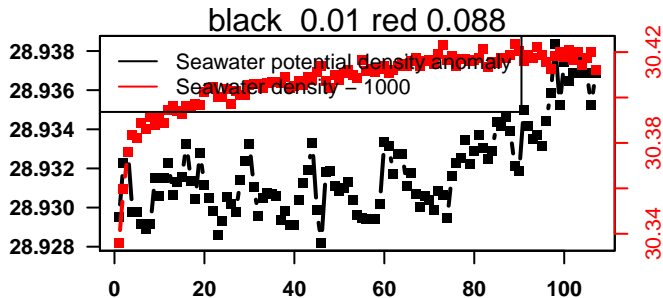 black 0.01 red 0.088
Seawater potential density anomaly
Seawater density – 1000
28.938
28.936
28.934
28.932
28.930
28.928
30.42
30.38
30.34
0 20 40 60 80 100